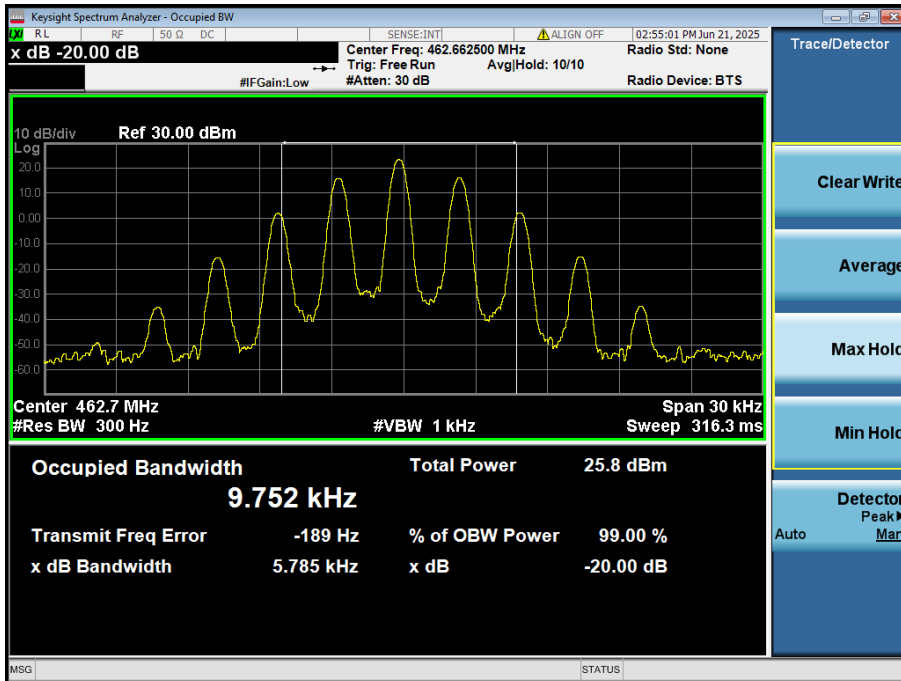 Keysight Spectrum Analyzer - Occupied BW
LXI RL RF 50 Ω DC SENSE:INT ALIGN OFF 02:55:01 PM Jun 21, 2025
x dB -20.00 dB
Center Freq: 462.662500 MHz Radio Std: None
Trig: Free Run Avg|Hold: 10/10
#IFGain:Low #Atten: 30 dB Radio Device: BTS
Trace/Detector
10 dB/div Ref 30.00 dBm
Log
20.0
10.0
0.00
-10.0
-20.0
-30.0
-40.0
-50.0
-60.0
Center 462.7 MHz Span 30 kHz
#Res BW 300 Hz #VBW 1 kHz Sweep 316.3 ms
Occupied Bandwidth Total Power 25.8 dBm
9.752 kHz
Transmit Freq Error -189 Hz % of OBW Power 99.00 %
x dB Bandwidth 5.785 kHz x dB -20.00 dB
Clear Write
Average
Max Hold
Min Hold
Detector
Peak
Auto Man
MSG STATUS